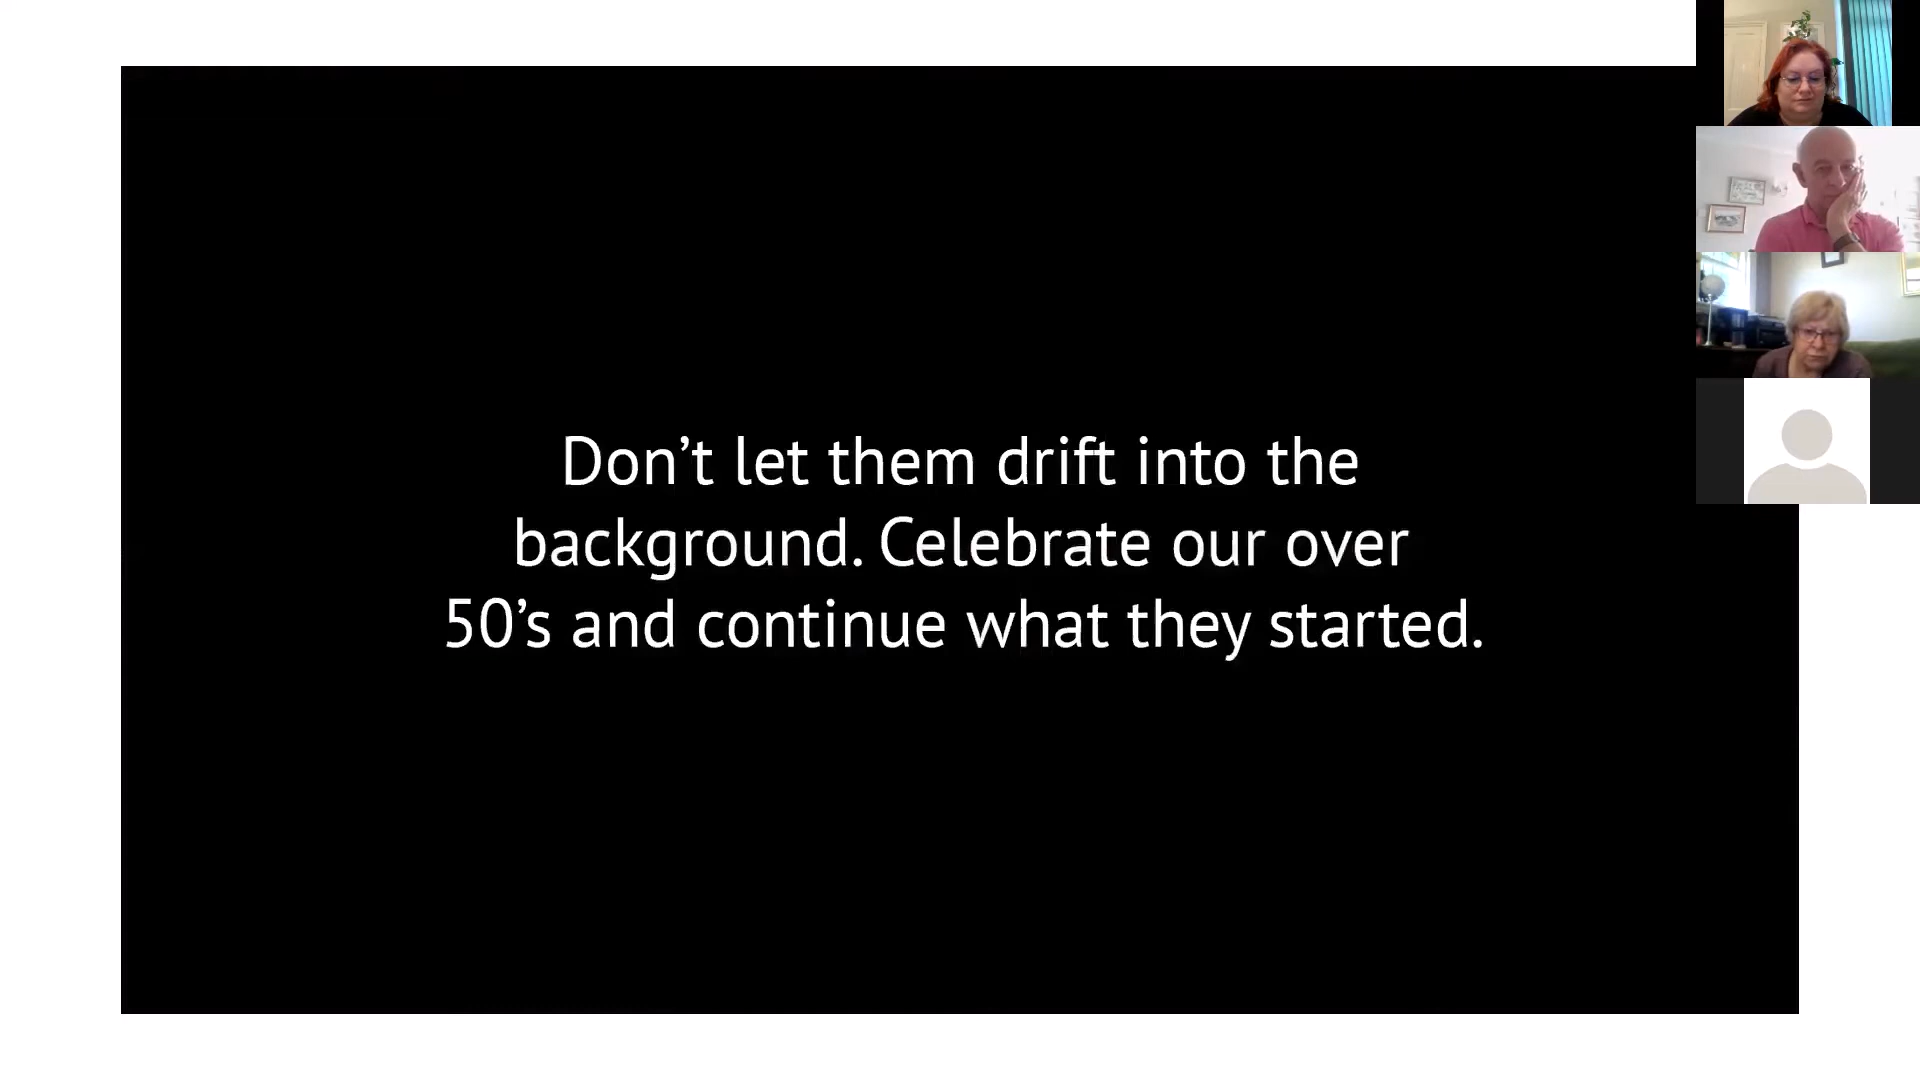 Don’t let them drift into the
background. Celebrate our over
50’s and continue what they started.